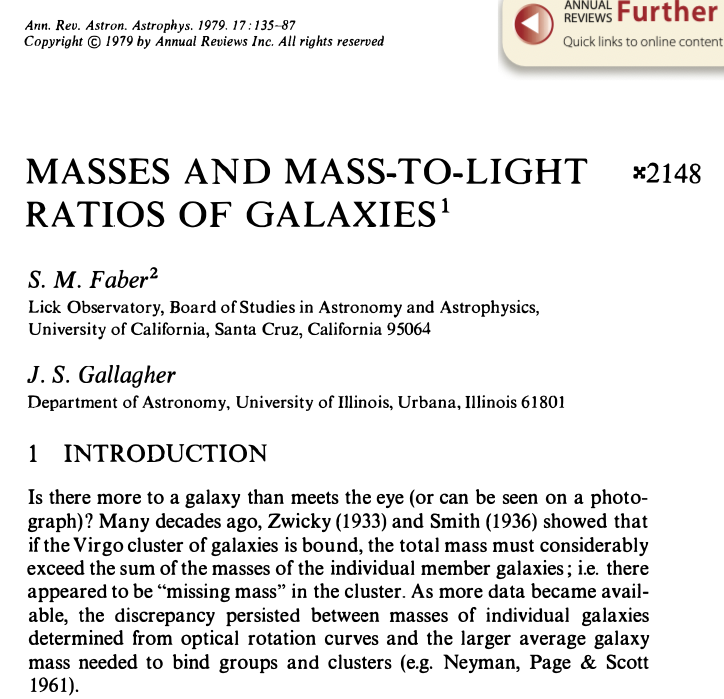 Ann. Rev. Astron. Astrophys. 1979. 17:135–87
Copyright © 1979 by Annual Reviews Inc. All rights reserved
ANNUAL REVIEWS Further
Quick links to online content
MASSES AND MASS-TO-LIGHT ×2148
RATIOS OF GALAXIES¹
S. M. Faber²
Lick Observatory, Board of Studies in Astronomy and Astrophysics,
University of California, Santa Cruz, California 95064
J. S. Gallagher
Department of Astronomy, University of Illinois, Urbana, Illinois 61801
1 INTRODUCTION
Is there more to a galaxy than meets the eye (or can be seen on a photo-
graph)? Many decades ago, Zwicky (1933) and Smith (1936) showed that
if the Virgo cluster of galaxies is bound, the total mass must considerably
exceed the sum of the masses of the individual member galaxies; i.e. there
appeared to be “missing mass” in the cluster. As more data became avail-
able, the discrepancy persisted between masses of individual galaxies
determined from optical rotation curves and the larger average galaxy
mass needed to bind groups and clusters (e.g. Neyman, Page & Scott
1961).